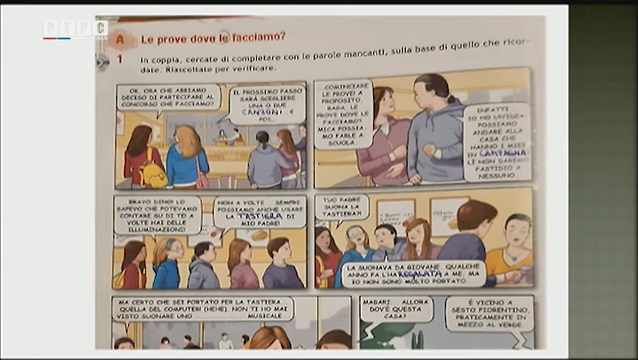 РТРС
A Le prove dove le facciamo?
1 In coppia, cercate di completare con le parole mancanti, sulla base di quello che ricor-
date. Riascoltate per verificare.
OK, ORA CHE ABBIAMO
DECISO DI PARTECIPARE AL
CONCORSO CHE FACCIAMO?
IL PROSSIMO PASSO
SARÀ SCEGLIERE
UNA O DUE
CANZONI E
POI...
COMINCIARE
LE PROVE! A
PROPOSITO,
RAGA, LE
PROVE DOVE LE
FACCIAMO?
MICA POSSIA-
MO FARLE A
SCUOLA.
INFATTI.
IO HO UN'IDEA:
POSSIAMO
ANDARE ALLA
CASA CHE
HANNO I MIEI
IN CAMPAGNA:
LÌ NON DAREMO
FASTIDIO A
NESSUNO.
BRAVO DINO! LO
SAPEVO CHE POTEVAMO
CONTARE SU DI TE! A
VOLTE HAI DELLE
ILLUMINAZIONI!
NON A VOLTE... SEMPRE.
POSSIAMO ANCHE USARE
LA TASTIERA DI
MIO PADRE!
TUO PADRE
SUONA LA
TASTIERA?!
LA SUONAVA DA GIOVANE. QUALCHE
ANNO FA L'HA REGALATA A ME, MA
IO NON SONO MOLTO PORTATO.
MA CERTO CHE SEI PORTATO PER LA TASTIERA...
QUELLA DEL COMPUTER! (HEHE). NON TI HO MAI
VISTO SUONARE UNO MUSICALE...
MAGARI... ALLORA
DOV'È QUESTA
CASA?
È VICINO A
SESTO FIORENTINO,
PRATICAMENTE IN
MEZZO AL VERDE